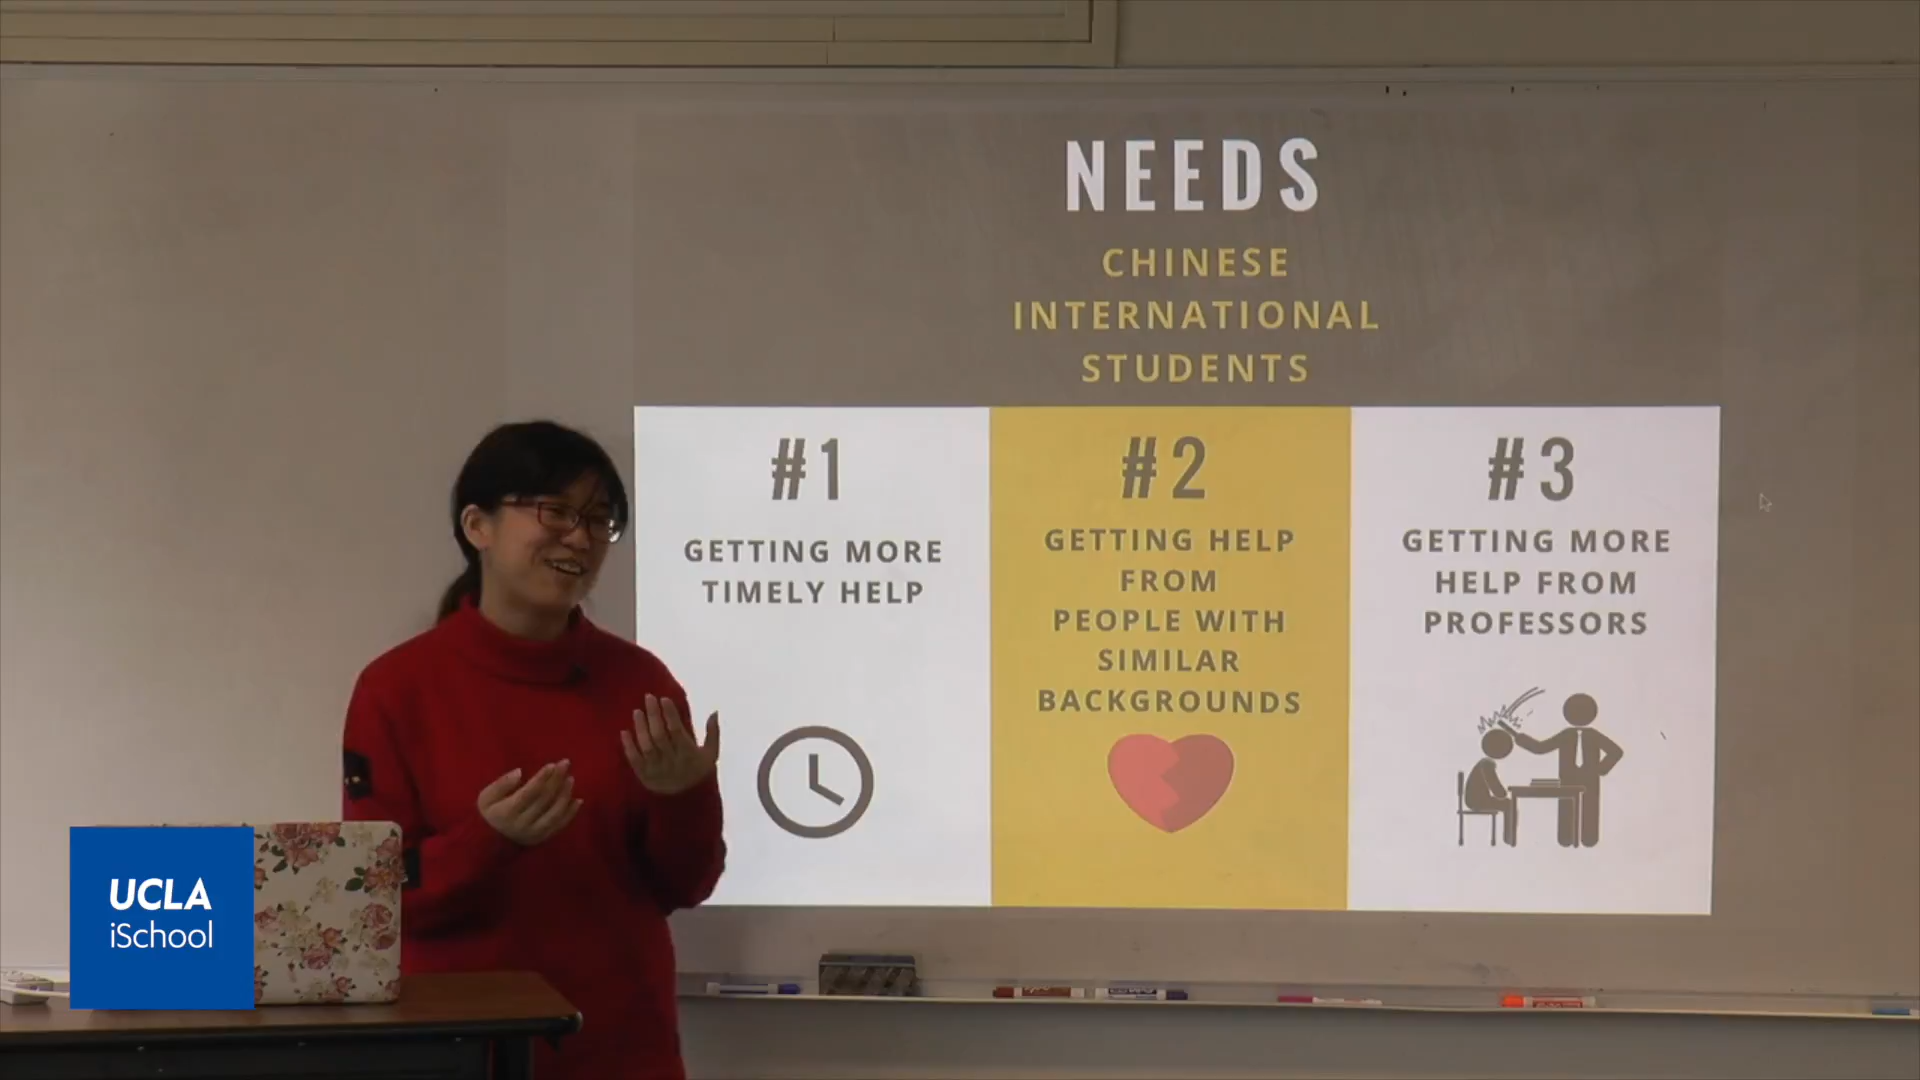 NEEDS
CHINESE
INTERNATIONAL
STUDENTS
#1
GETTING MORE
TIMELY HELP
#2
GETTING HELP
FROM
PEOPLE WITH
SIMILAR
BACKGROUNDS
#3
GETTING MORE
HELP FROM
PROFESSORS
UCLA
iSchool